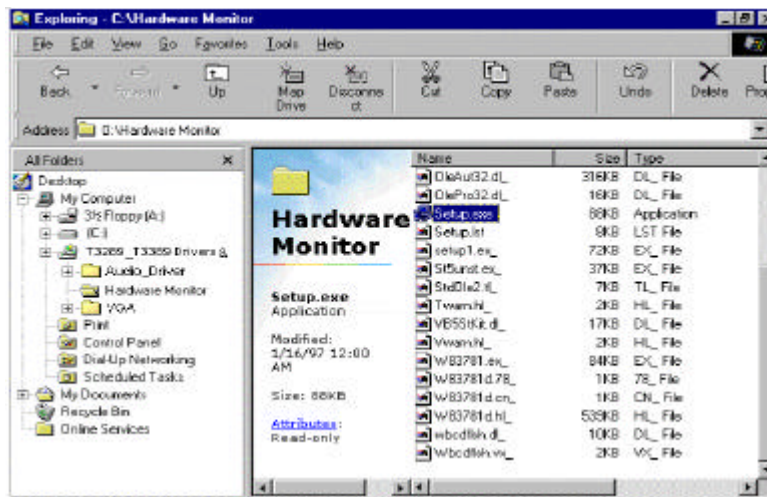 Exploring - C:\Hardware Monitor
File Edit View Go Favorites Tools Help
Back Forward Up Map Drive Disconnect Cut Copy Paste Undo Delete
Address D:\Hardware Monitor
All Folders
Desktop
My Computer
3½ Floppy (A:)
(C:)
T3289_T3389 Drivers &
Audio_Driver
Hardware Monitor
VGA
Print
Control Panel
Dial-Up Networking
Scheduled Tasks
My Documents
Recycle Bin
Online Services
Hardware
Monitor
Setup.exe
Application
Modified:
1/16/97 12:00
AM
Size: 88KB
Attributes:
Read-only
Name Size Type
OleAut32.dl_ 316KB DL_ File
OlePro32.dl_ 16KB DL_ File
Setup.exe 88KB Application
Setup.lst 8KB LST File
setup1.ex_ 72KB EX_ File
St5unst.ex_ 37KB EX_ File
StdOle2.tl_ 7KB TL_ File
Twarn.hl_ 2KB HL_ File
VB5StKit.dl_ 17KB DL_ File
Vwarn.hl_ 2KB HL_ File
W83781.ex_ 84KB EX_ File
W83781d.78_ 1KB 78_ File
W83781d.cn_ 1KB CN_ File
W83781d.hl_ 539KB HL_ File
10KB DL_ File
2KB VX_ File